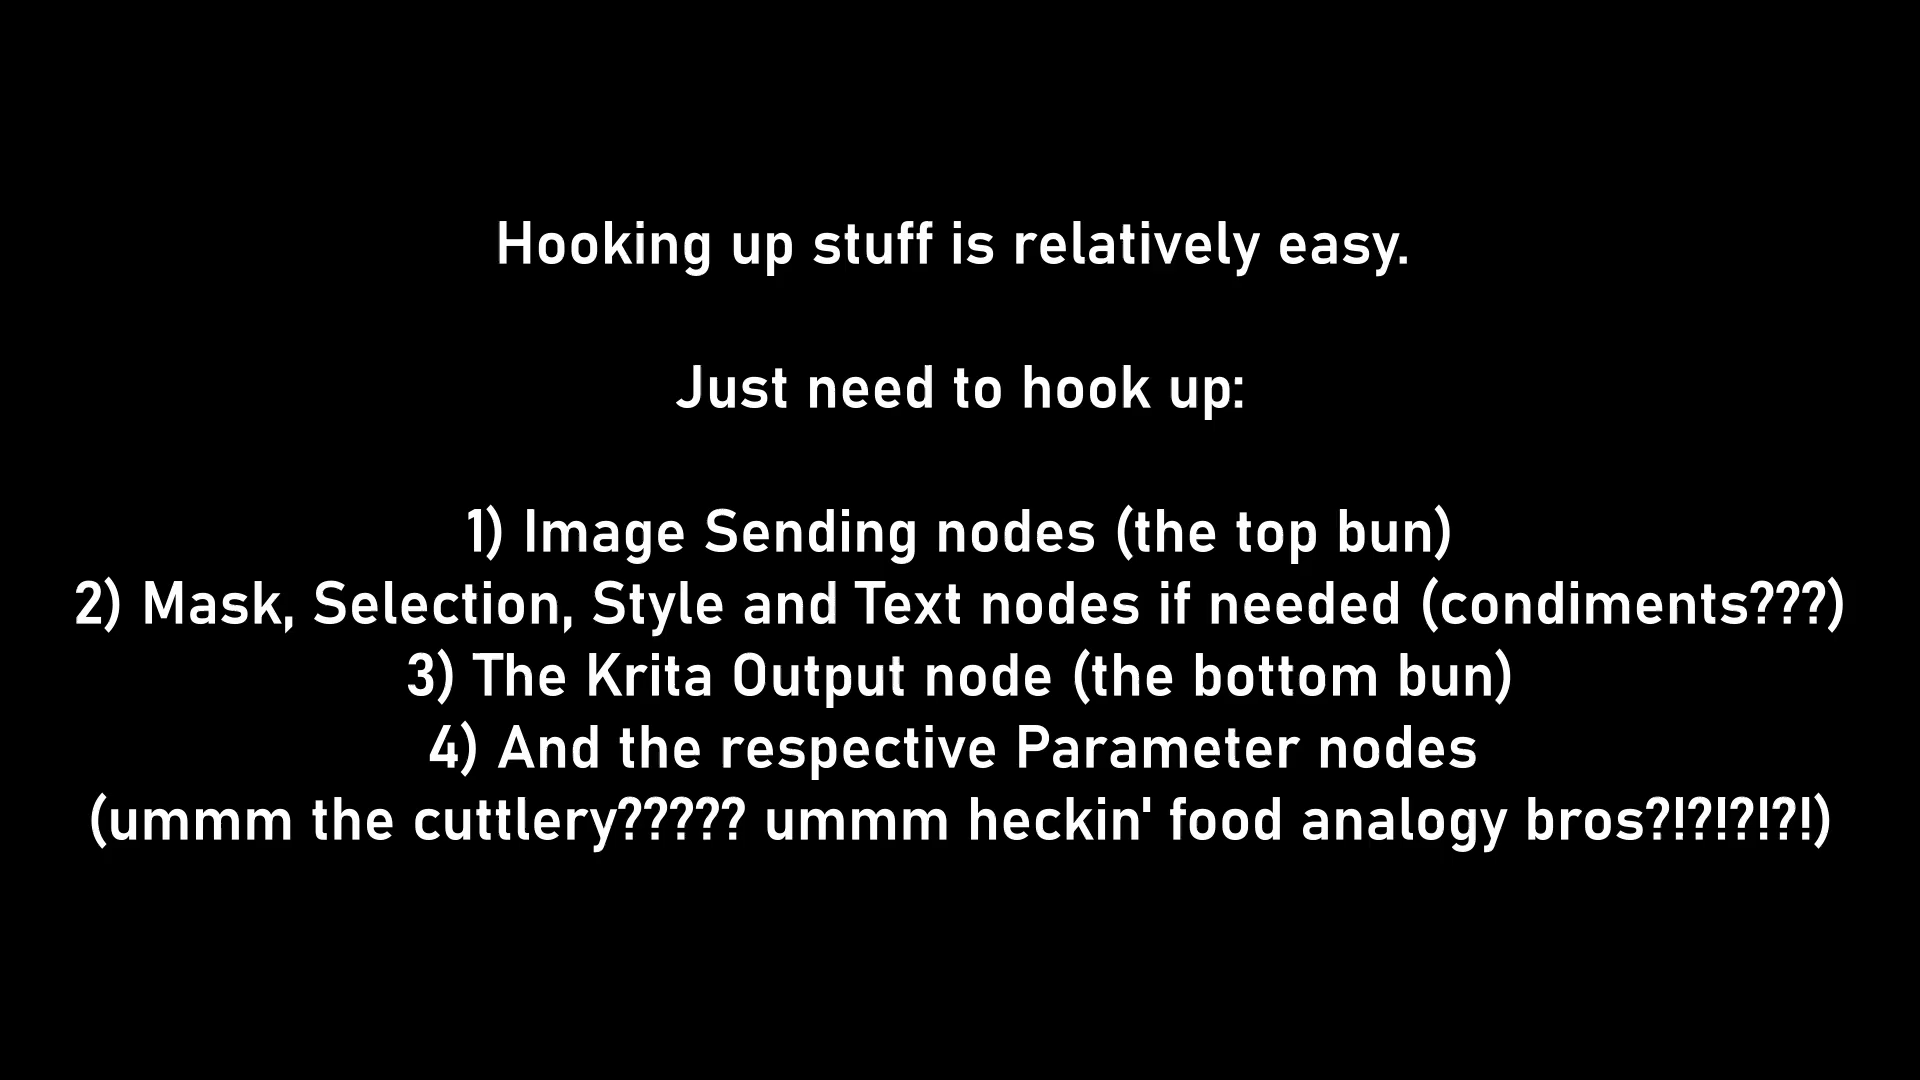 Hooking up stuff is relatively easy.
Just need to hook up:
1) Image Sending nodes (the top bun)
2) Mask, Selection, Style and Text nodes if needed (condiments???)
3) The Krita Output node (the bottom bun)
4) And the respective Parameter nodes
(ummm the cuttlery????? ummm heckin' food analogy bros?!?!?!?!)